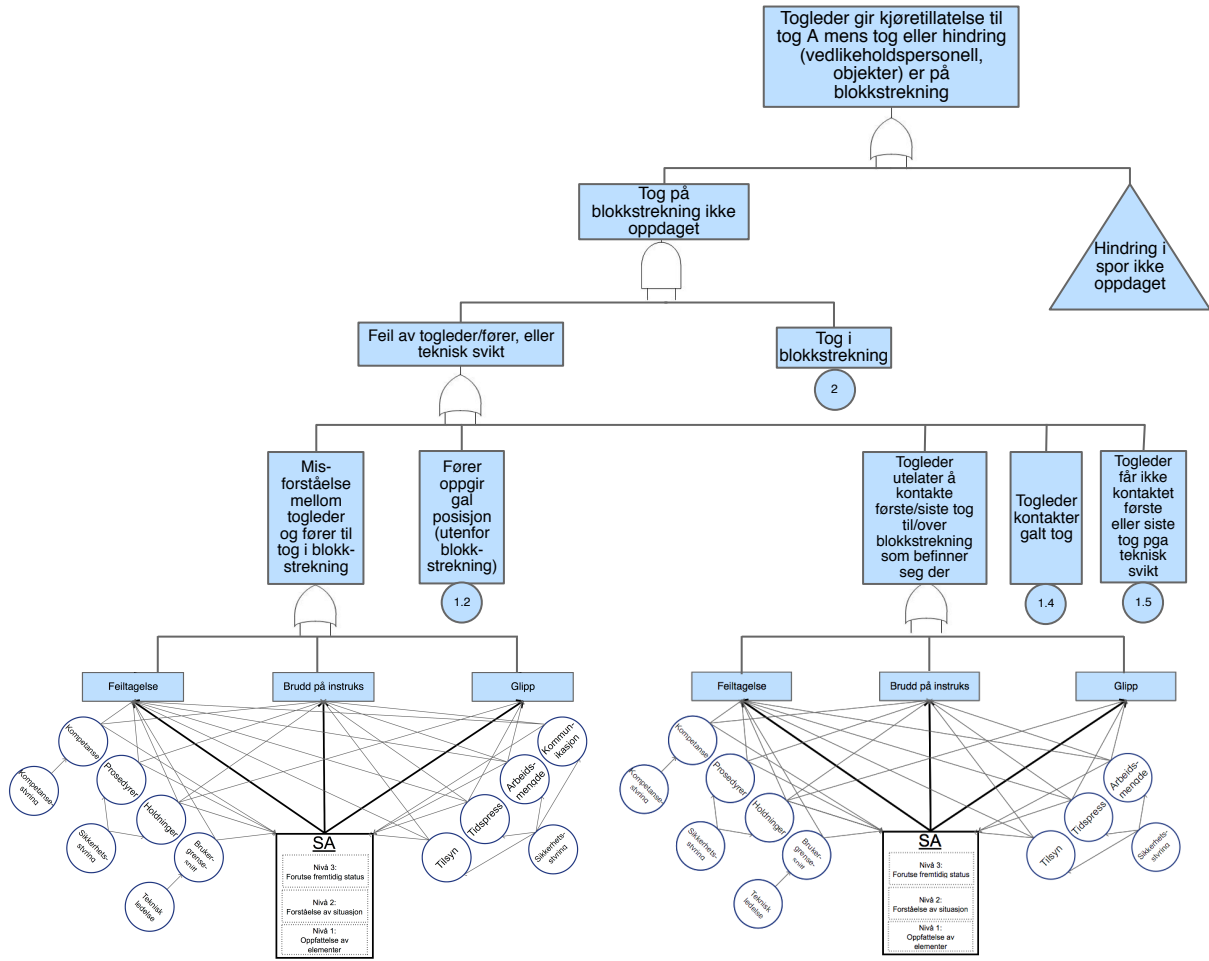 Togleder gir kjøretillatelse til
tog A mens tog eller hindring
(vedlikeholdspersonell,
objekter) er på
blokkstrekning
Tog på
blokkstrekning ikke
oppdaget
Hindring i
spor ikke
oppdaget
Feil av togleder/fører, eller
teknisk svikt
Tog i
blokkstrekning
2
Mis-
forståelse
mellom
togleder
og fører til
tog i blokk-
strekning
Fører
oppgir
gal
posisjon
(utenfor
blokk-
strekning)
1.2
Togleder
utelater å
kontakte
første/siste tog
til/over
blokkstrekning
som befinner
seg der
Togleder
kontakter
galt tog
1.4
Togleder
får ikke
kontaktet
første
eller siste
tog pga
teknisk
svikt
1.5
Feiltagelse
Brudd på instruks
Glipp
Kompetanse
Kompetanse-
styring
Prosedyrer
Sikkerhets-
styring
Holdninger
Bruker-
grense-
snitt
Teknisk
ledelse
SA
Nivå 3:
Forutse fremtidig status
Nivå 2:
Forståelse av situasjon
Nivå 1:
Oppfattelse av
elementer
Tilsyn
Tidspress
Arbeids-
mengde
Kommun-
ikasjon
Sikkerhets-
styring
Feiltagelse
Brudd på instruks
Glipp
Kompetanse
Kompetanse-
styring
Prosedyrer
Sikkerhets-
styring
Holdninger
Bruker-
grense-
snitt
Teknisk
ledelse
SA
Nivå 3:
Forutse fremtidig status
Nivå 2:
Forståelse av situasjon
Nivå 1:
Oppfattelse av
elementer
Tilsyn
Tidspress
Arbeids-
mengde
Sikkerhets-
styring